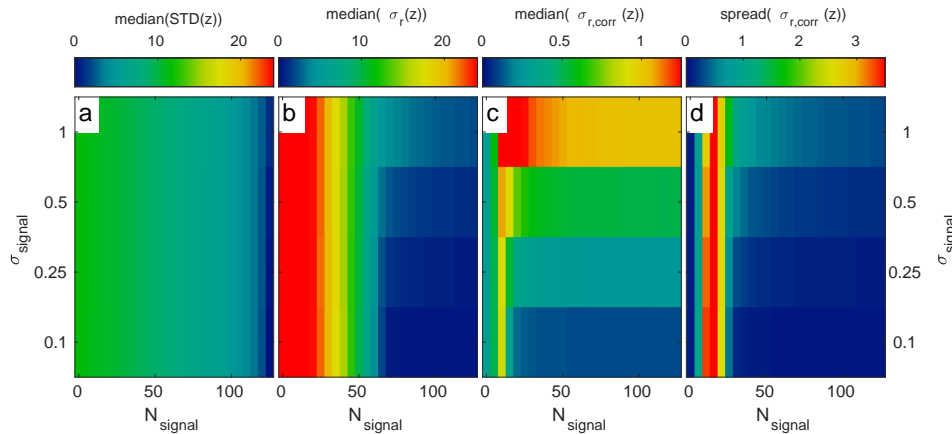 median(STD(z)) median( σr(z)) median( σr,corr (z)) spread( σr,corr (z))
0 10 20 0 10 20 0 0.5 1 0 1 2 3
a b c d
1 1
0.5 0.5
σsignal σsignal
0.25 0.25
0.1 0.1
0 50 100 0 50 100 0 50 100 0 50 100
Nsignal Nsignal Nsignal Nsignal